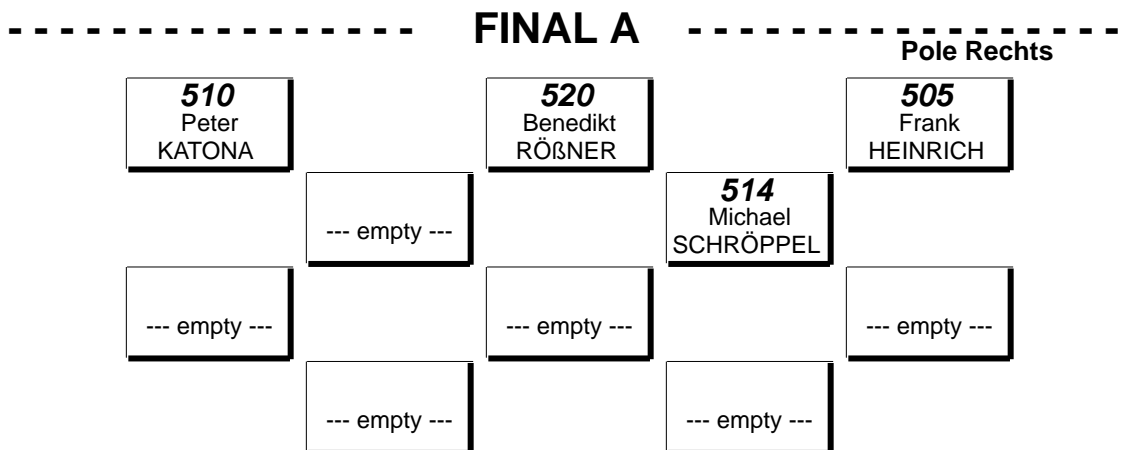 - - - - - - - - - - - - - - - - - FINAL A - - - - - - - - - - - - - - - - - -
Pole Rechts
510
Peter
KATONA
520
Benedikt
RÖßNER
505
Frank
HEINRICH
--- empty ---
514
Michael
SCHRÖPPEL
--- empty ---
--- empty ---
--- empty ---
--- empty ---
--- empty ---